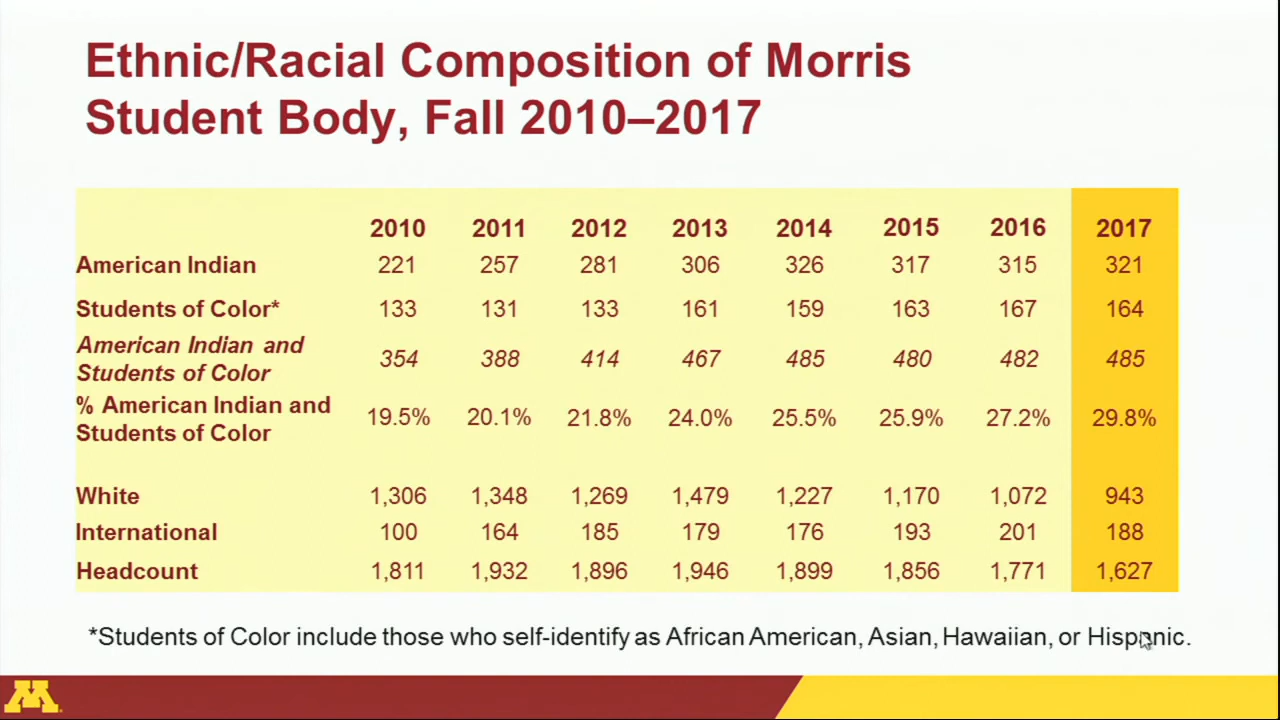 Ethnic/Racial Composition of Morris
Student Body, Fall 2010–2017
2010 2011 2012 2013 2014 2015 2016 2017
American Indian 221 257 281 306 326 317 315 321
Students of Color* 133 131 133 161 159 163 167 164
American Indian and
Students of Color 354 388 414 467 485 480 482 485
% American Indian and
Students of Color 19.5% 20.1% 21.8% 24.0% 25.5% 25.9% 27.2% 29.8%
White 1,306 1,348 1,269 1,479 1,227 1,170 1,072 943
International 100 164 185 179 176 193 201 188
Headcount 1,811 1,932 1,896 1,946 1,899 1,856 1,771 1,627
*Students of Color include those who self-identify as African American, Asian, Hawaiian, or Hispanic.
M